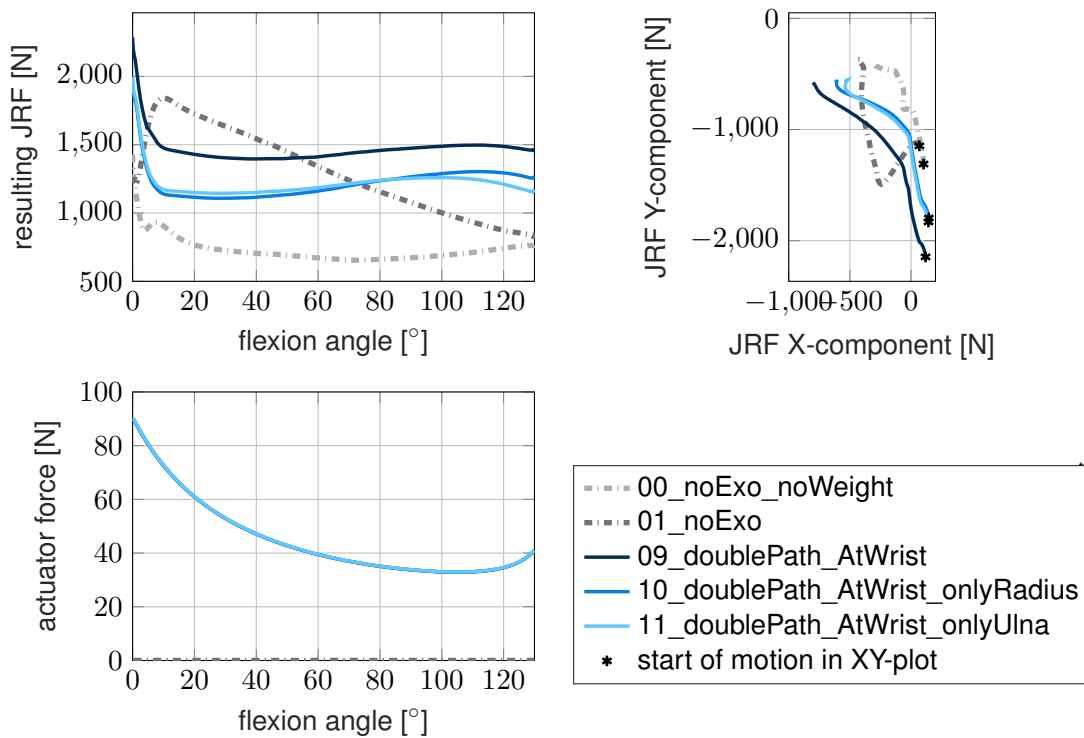 resulting JRF [N]
2,000
1,500
1,000
500
0 20 40 60 80 100 120
flexion angle [°]
JRF Y-component [N]
0
−1,000
−2,000
−1,000 −500 0
JRF X-component [N]
actuator force [N]
100
80
60
40
20
0
0 20 40 60 80 100 120
flexion angle [°]
00_noExo_noWeight
01_noExo
09_doublePath_AtWrist
10_doublePath_AtWrist_onlyRadius
11_doublePath_AtWrist_onlyUlna
start of motion in XY-plot